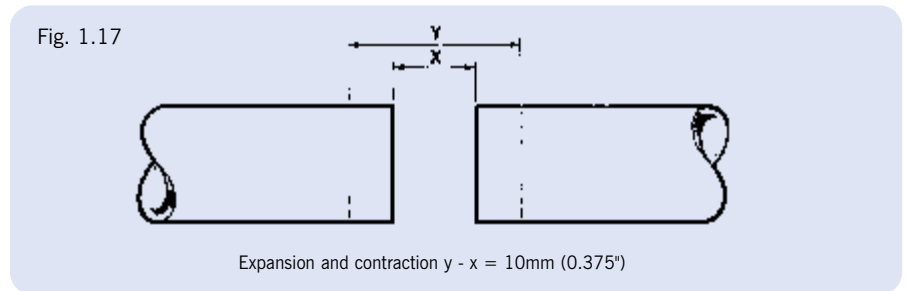 Fig. 1.17
Y
X
Expansion and contraction y - x = 10mm (0.375")